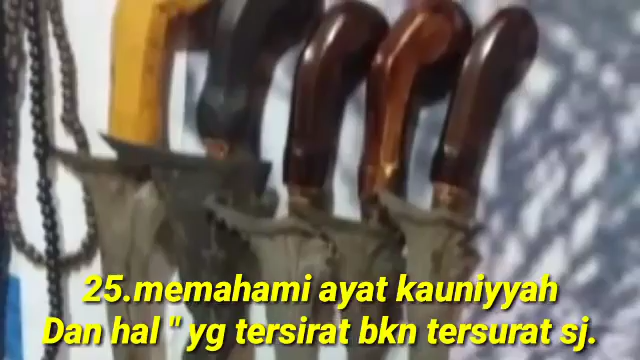 25.memahami ayat kauniyyah
Dan hal " yg tersirat bkn tersurat sj.